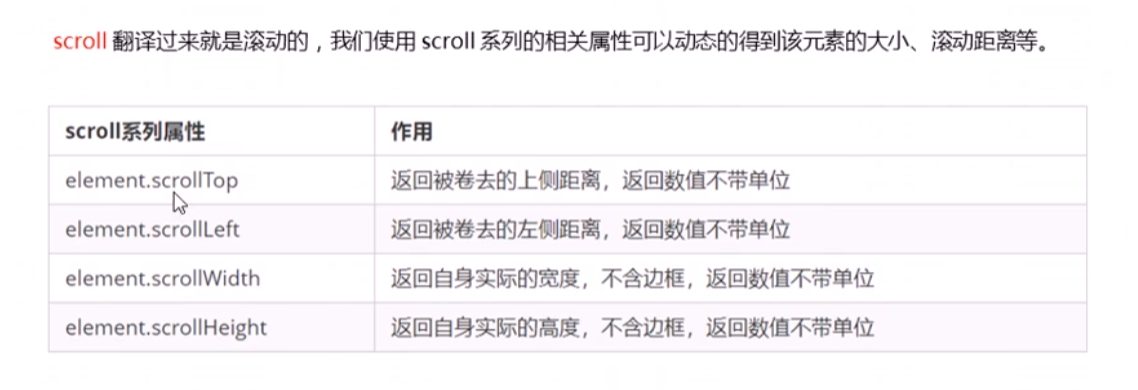 scroll 翻译过来就是滚动的，我们使用 scroll 系列的相关属性可以动态的得到该元素的大小、滚动距离等。
scroll系列属性 作用
element.scrollTop 返回被卷去的上侧距离，返回数值不带单位
element.scrollLeft 返回被卷去的左侧距离，返回数值不带单位
element.scrollWidth 返回自身实际的宽度，不含边框，返回数值不带单位
element.scrollHeight 返回自身实际的高度，不含边框，返回数值不带单位